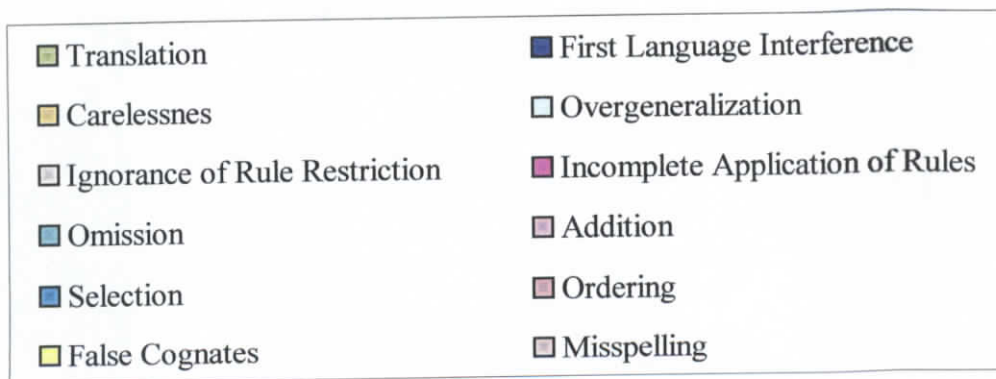 Translation
First Language Interference
Carelessnes
Overgeneralization
Ignorance of Rule Restriction
Incomplete Application of Rules
Omission
Addition
Selection
Ordering
False Cognates
Misspelling